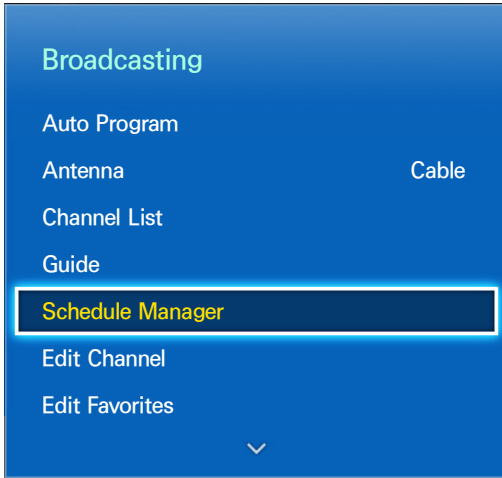 Broadcasting
Auto Program
Antenna Cable
Channel List
Guide
Schedule Manager
Edit Channel
Edit Favorites